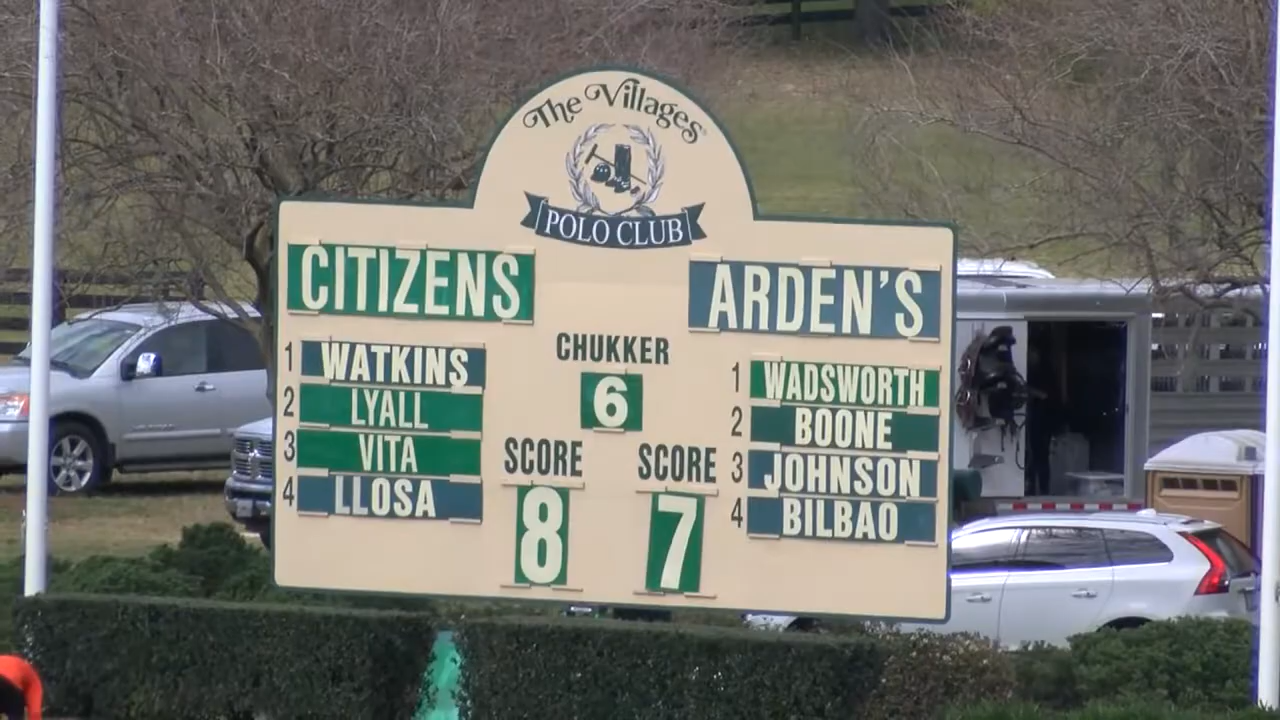 The Villages
POLO CLUB
CITIZENS
ARDEN'S
CHUKKER
6
1 WATKINS
2 LYALL
3 VITA
4 LLOSA
1 WADSWORTH
2 BOONE
3 JOHNSON
4 BILBAO
SCORE SCORE
8 7